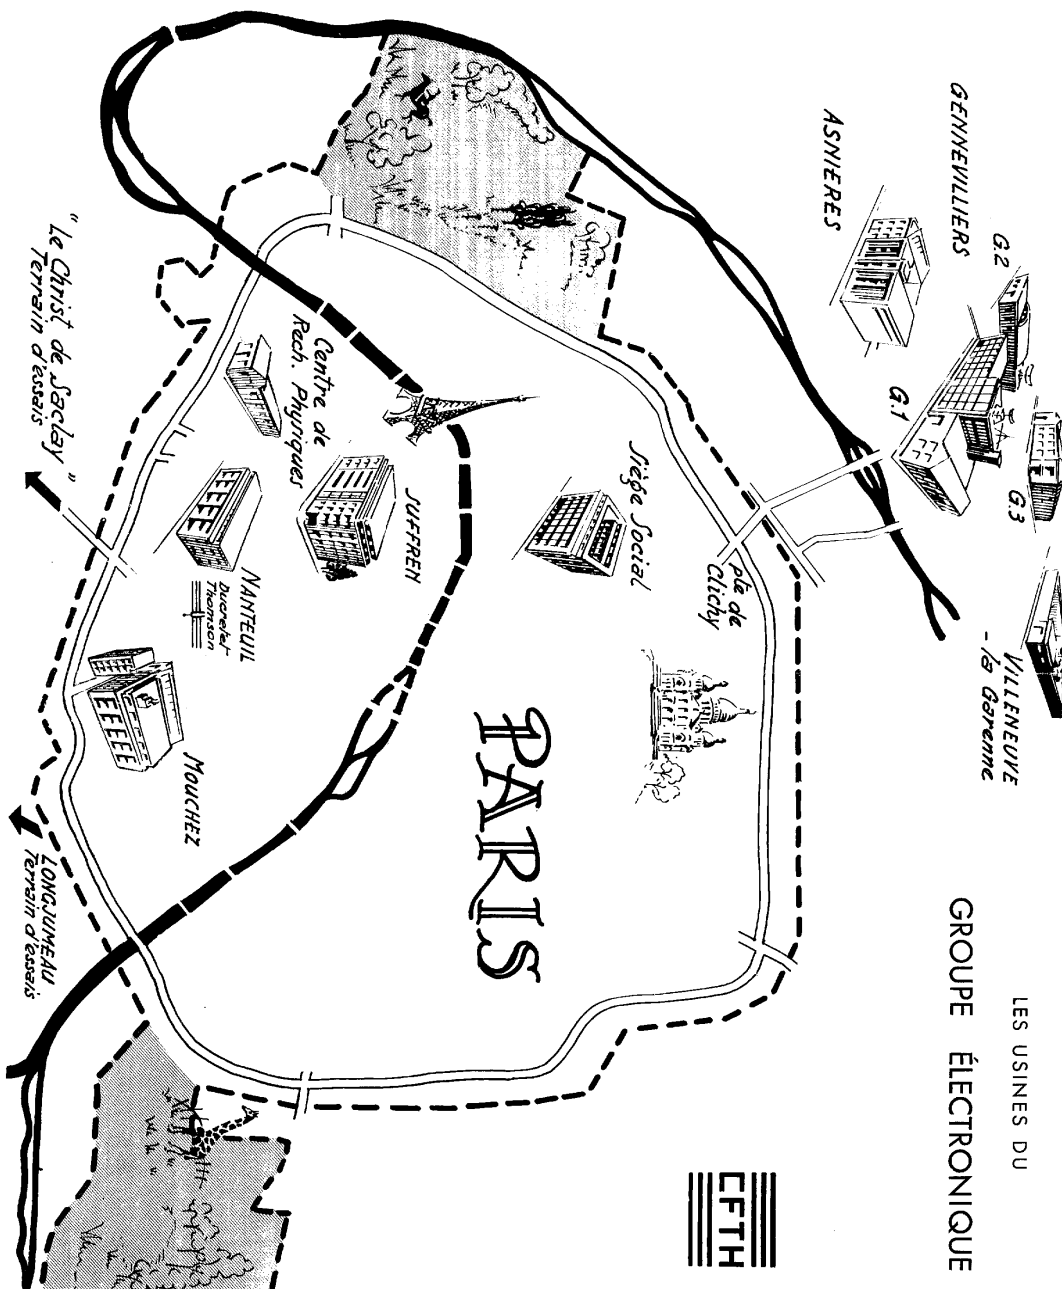 LES USINES DU
GROUPE ÉLECTRONIQUE
GENNEVILLIERS
G.2
ASNIERES
G.1
G.3
VILLENEUVE
- la Garenne
Pte de
Clichy
Siège Social
CFTH
PARIS
SUFFREN
Centre de
Rech. Physiques
NANTEUIL
Ducretet
Thomson
MOUCHEZ
"Le Christ de Saclay"
Terrain d'essais
LONGJUMEAU
Terrain d'essais